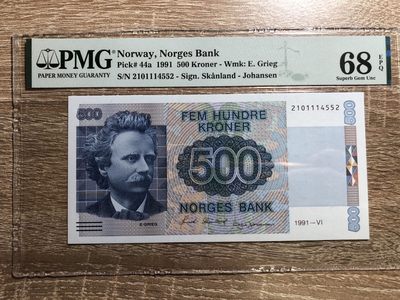 PMG
PAPER MONEY GUARANTY
Norway, Norges Bank
Pick# 44a 1991 500 Kroner - Wmk: E. Grieg
S/N 2101114552 - Sign. Skånland - Johansen
68 EPQ
Superb Gem Unc
500
FEM HUNDRE
KRONER
2101114552
500
NORGES BANK
E·GRIEG
1991-VI
500